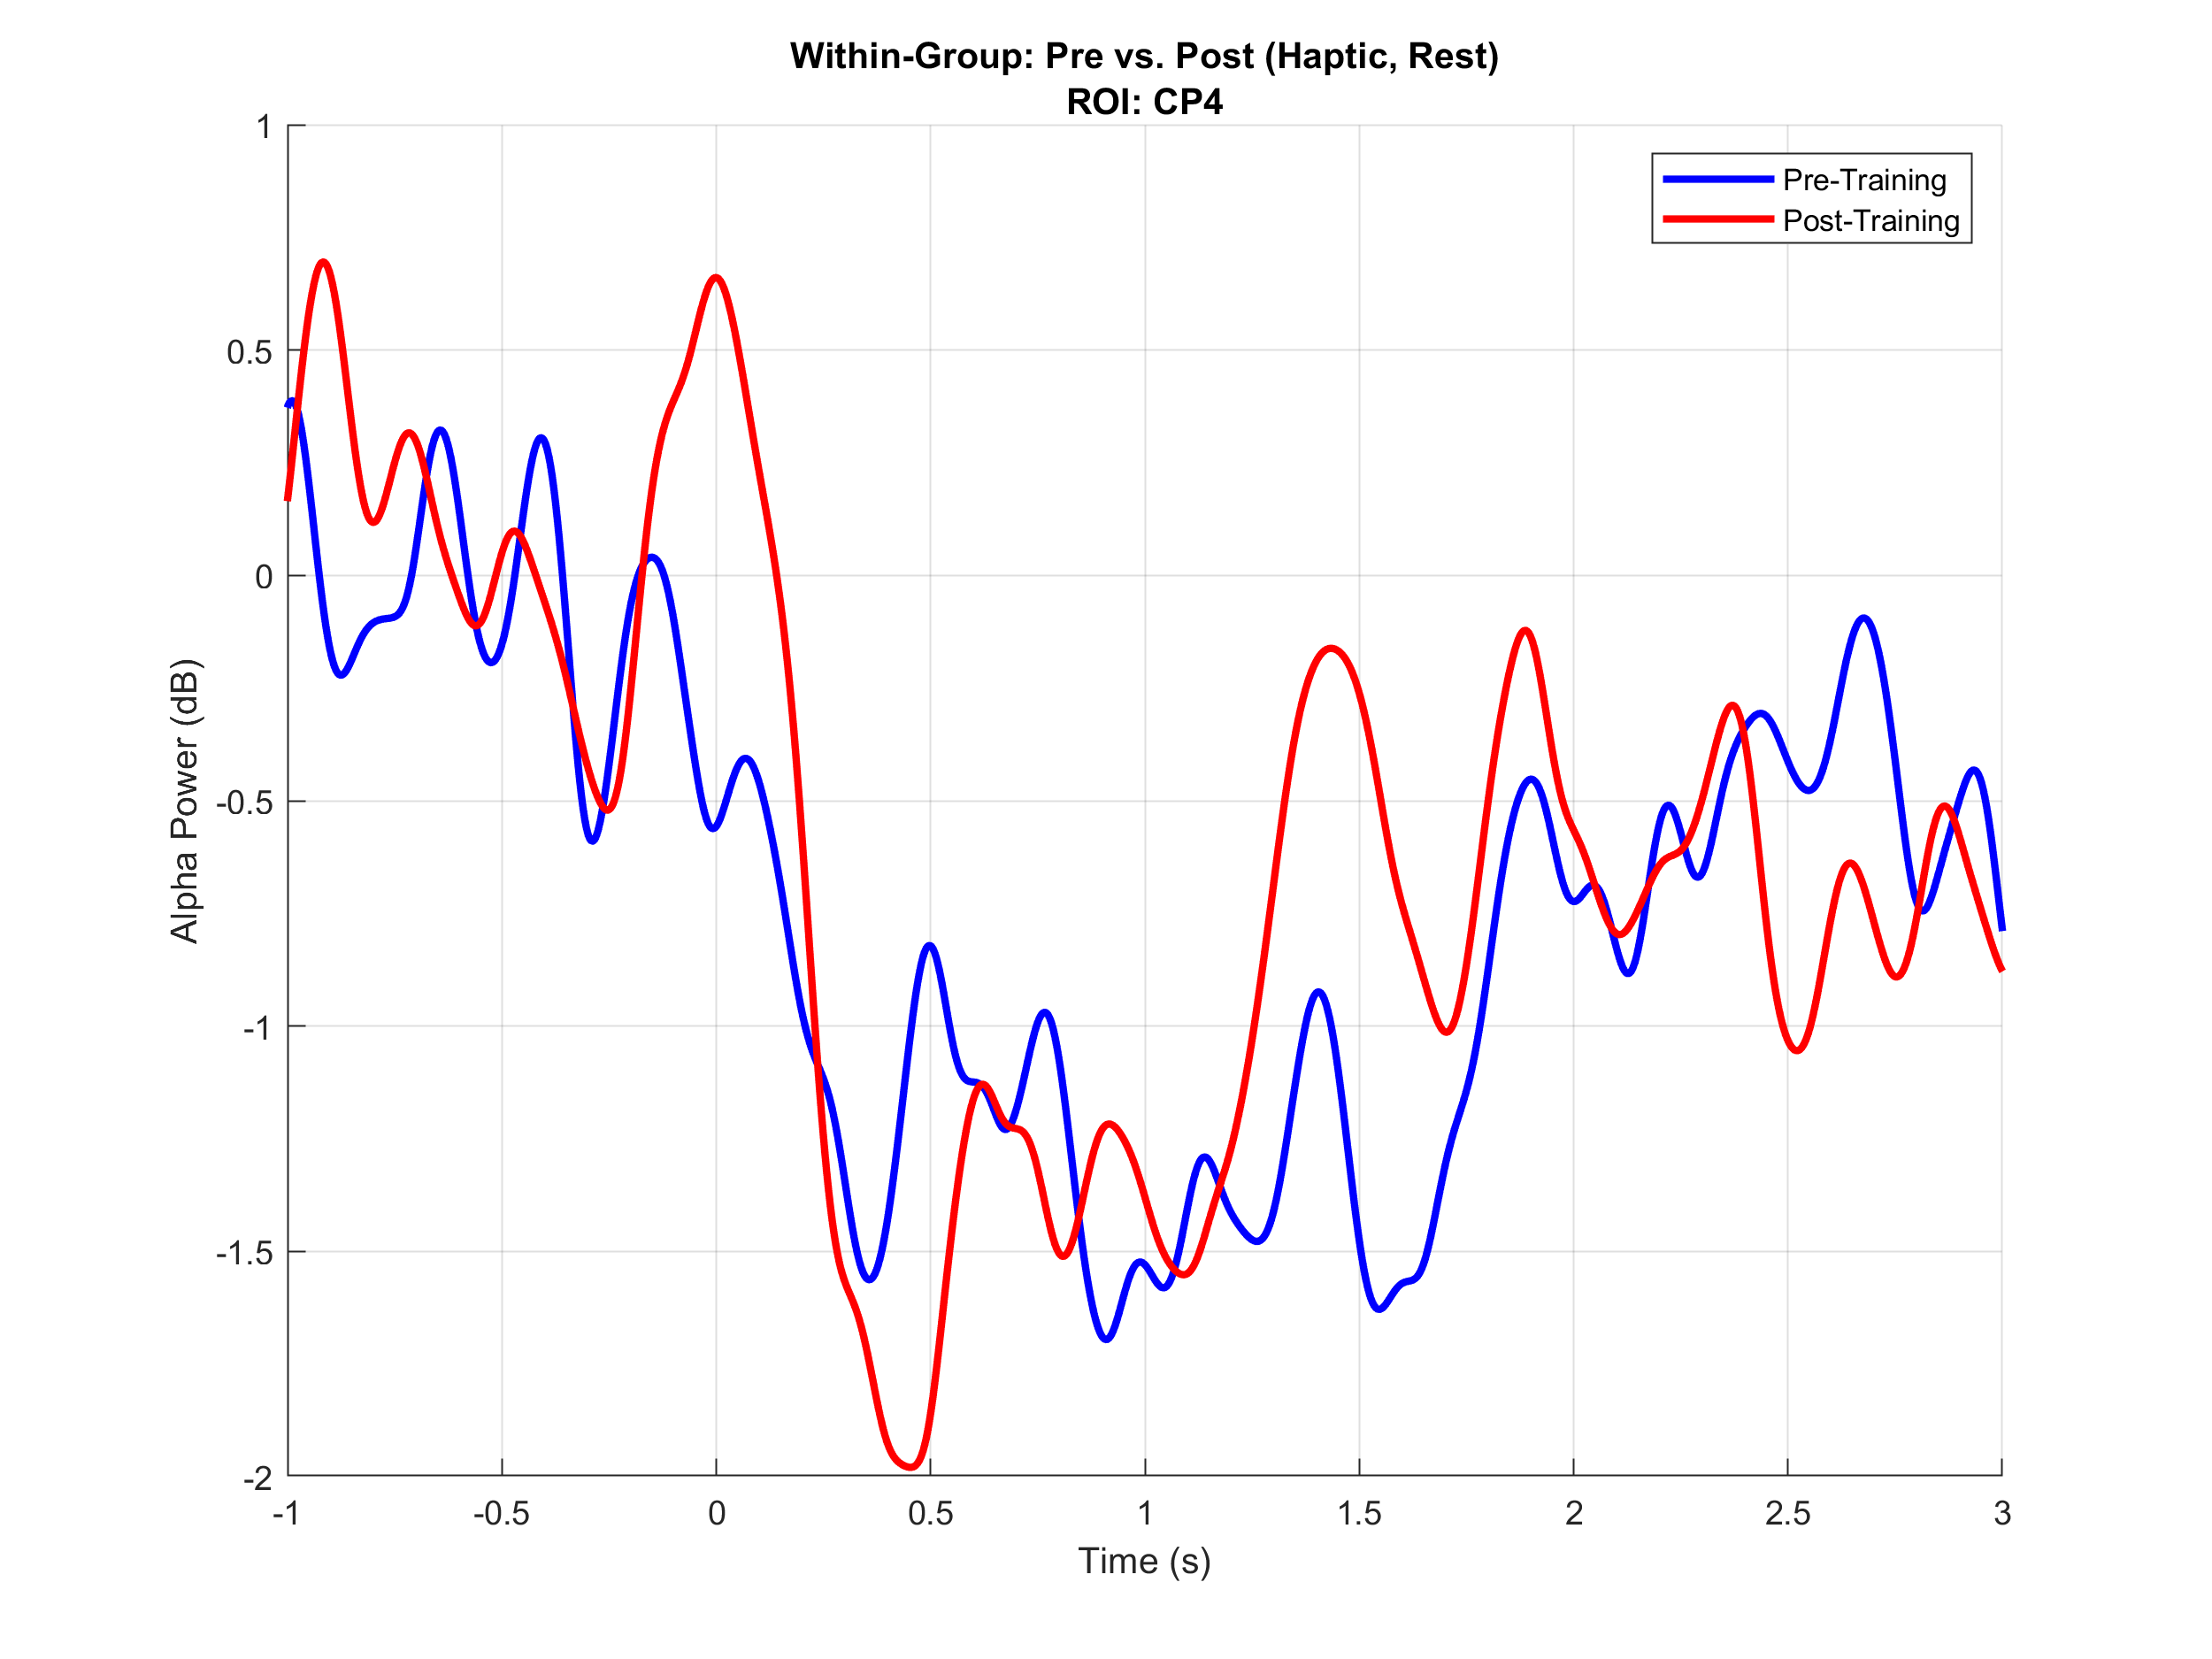 Within-Group: Pre vs. Post (Haptic, Rest)
ROI: CP4
Pre-Training
Post-Training
1
0.5
0
-0.5
-1
-1.5
-2
Alpha Power (dB)
-1 -0.5 0 0.5 1 1.5 2 2.5 3
Time (s)